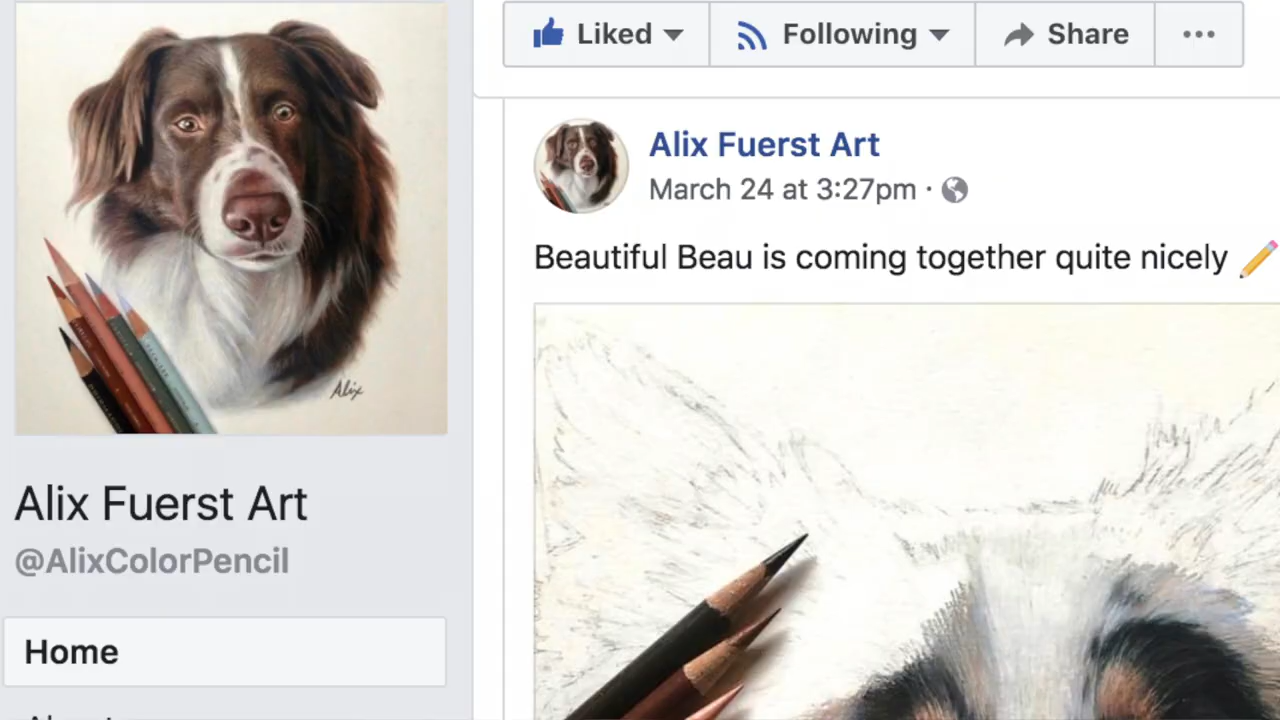 Liked
Following
Share
Alix Fuerst Art
March 24 at 3:27pm ·
Beautiful Beau is coming together quite nicely ✏️
Alix
Alix Fuerst Art
@AlixColorPencil
Home